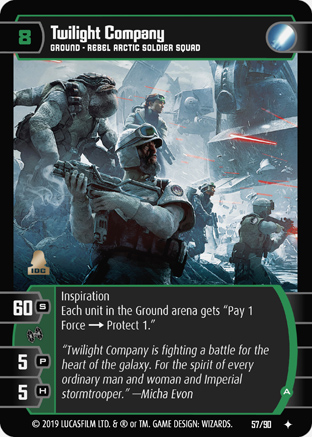 8
Twilight Company
GROUND - REBEL ARCTIC SOLDIER SQUAD
IDC
60 S
5 P
5 H
Inspiration
Each unit in the Ground arena gets "Pay 1
Force → Protect 1."
"Twilight Company is fighting a battle for the
heart of the galaxy. For the spirit of every
ordinary man and woman and Imperial
stormtrooper." —Micha Evon
A
© 2019 LUCASFILM LTD. & ® or TM. GAME DESIGN: WIZARDS.
57/90